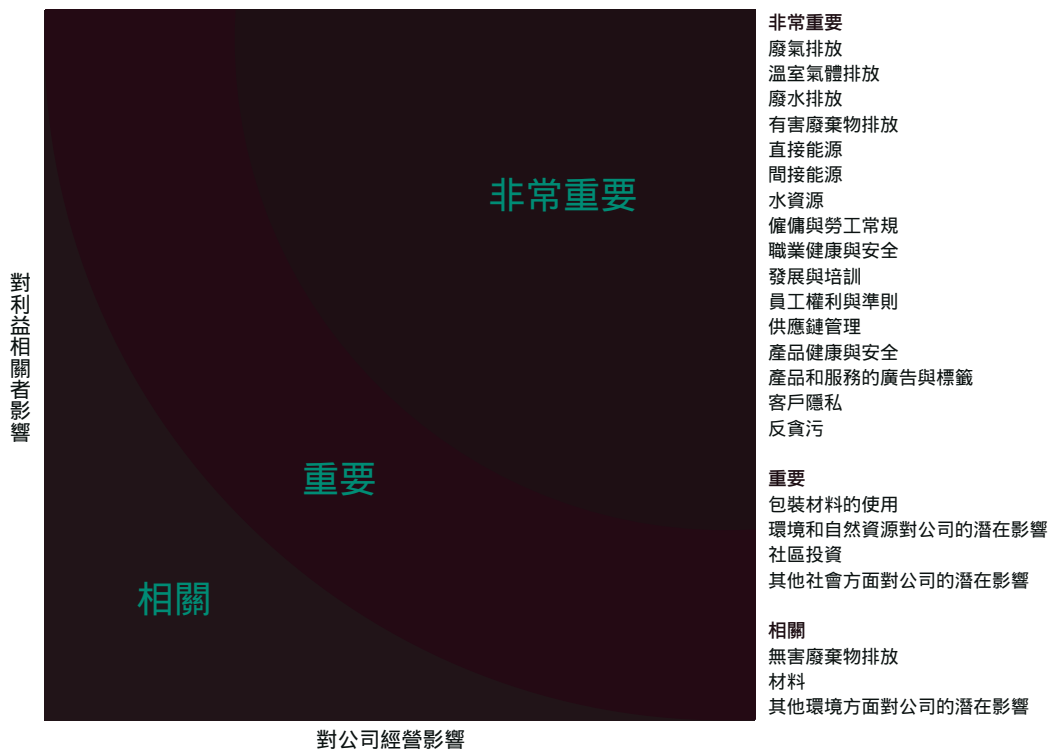 對利益相關者影響
非常重要
重要
相關
對公司經營影響
非常重要
廢氣排放
溫室氣體排放
廢水排放
有害廢棄物排放
直接能源
間接能源
水資源
僱傭與勞工常規
職業健康與安全
發展與培訓
員工權利與準則
供應鏈管理
產品健康與安全
產品和服務的廣告與標籤
客戶隱私
反貪污
重要
包裝材料的使用
環境和自然資源對公司的潛在影響
社區投資
其他社會方面對公司的潛在影響
相關
無害廢棄物排放
材料
其他環境方面對公司的潛在影響